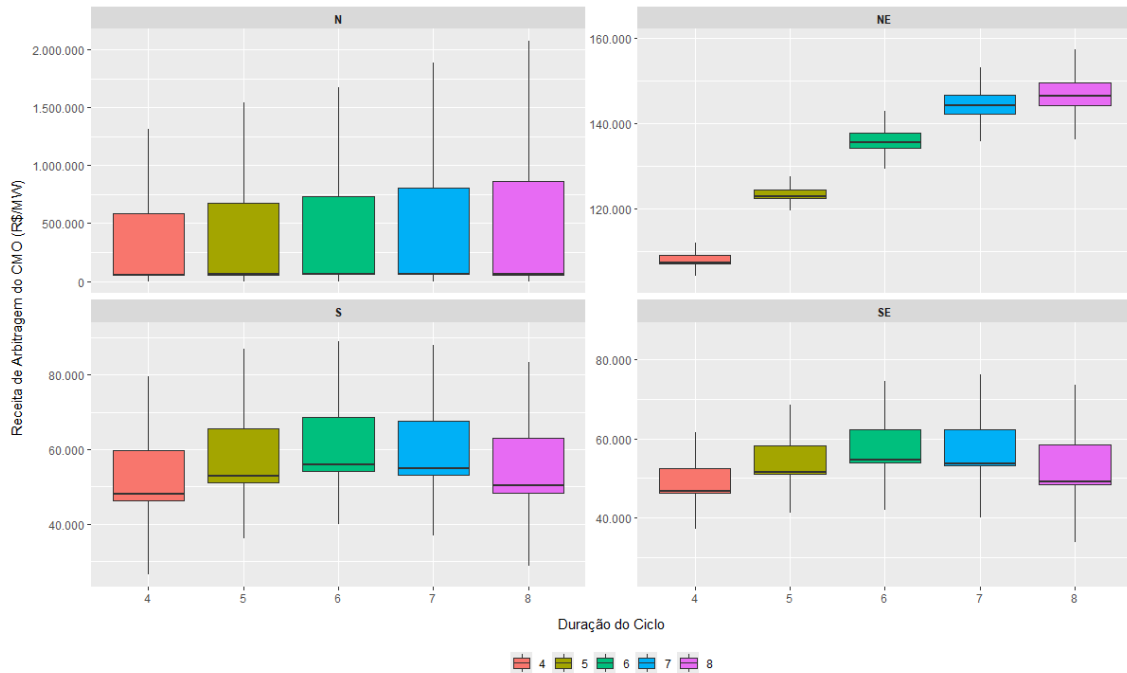 N
NE
2.000.000
1.500.000
1.000.000
500.000
0
160.000
140.000
120.000
Receita de Arbitragem do CMO (R$/MW)
S
SE
80.000
60.000
40.000
80.000
60.000
40.000
4 5 6 7 8
4 5 6 7 8
Duração do Ciclo
4 5 6 7 8